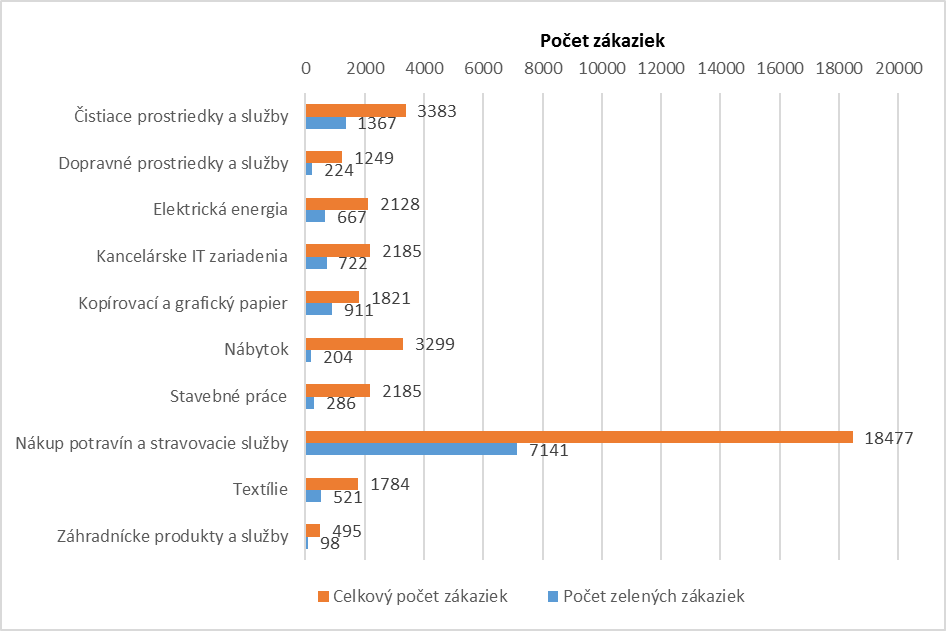 Počet zákaziek
0 2000 4000 6000 8000 10000 12000 14000 16000 18000 20000
Čistiace prostriedky a služby 3383
1367
Dopravné prostriedky a služby 1249
224
Elektrická energia 2128
667
Kancelárske IT zariadenia 2185
722
Kopírovací a grafický papier 1821
911
Nábytok 3299
204
Stavebné práce 2185
286
Nákup potravín a stravovacie služby 18477
7141
Textílie 1784
521
Záhradnícke produkty a služby 495
98
Celkový počet zákaziek Počet zelených zákaziek